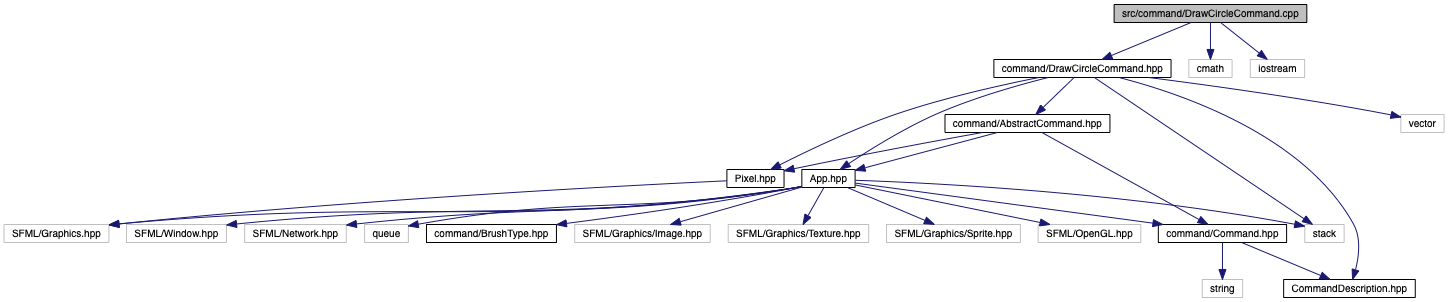 src/command/DrawCircleCommand.cpp
command/DrawCircleCommand.hpp
cmath
iostream
command/AbstractCommand.hpp
vector
Pixel.hpp
App.hpp
SFML/Graphics.hpp
SFML/Window.hpp
SFML/Network.hpp
queue
command/BrushType.hpp
SFML/Graphics/Image.hpp
SFML/Graphics/Texture.hpp
SFML/Graphics/Sprite.hpp
SFML/OpenGL.hpp
command/Command.hpp
stack
string
CommandDescription.hpp